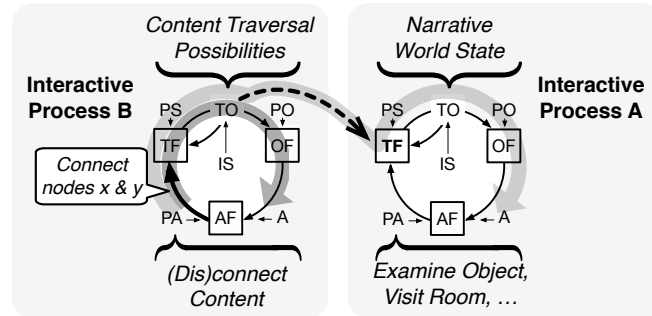 Content Traversal
Possibilities
Interactive
Process B
PS
TO
PO
TF
OF
IS
Connect
nodes x & y
PA
AF
A
(Dis)connect
Content
Narrative
World State
Interactive
Process A
PS
TO
PO
TF
OF
IS
PA
AF
A
Examine Object,
Visit Room, ...